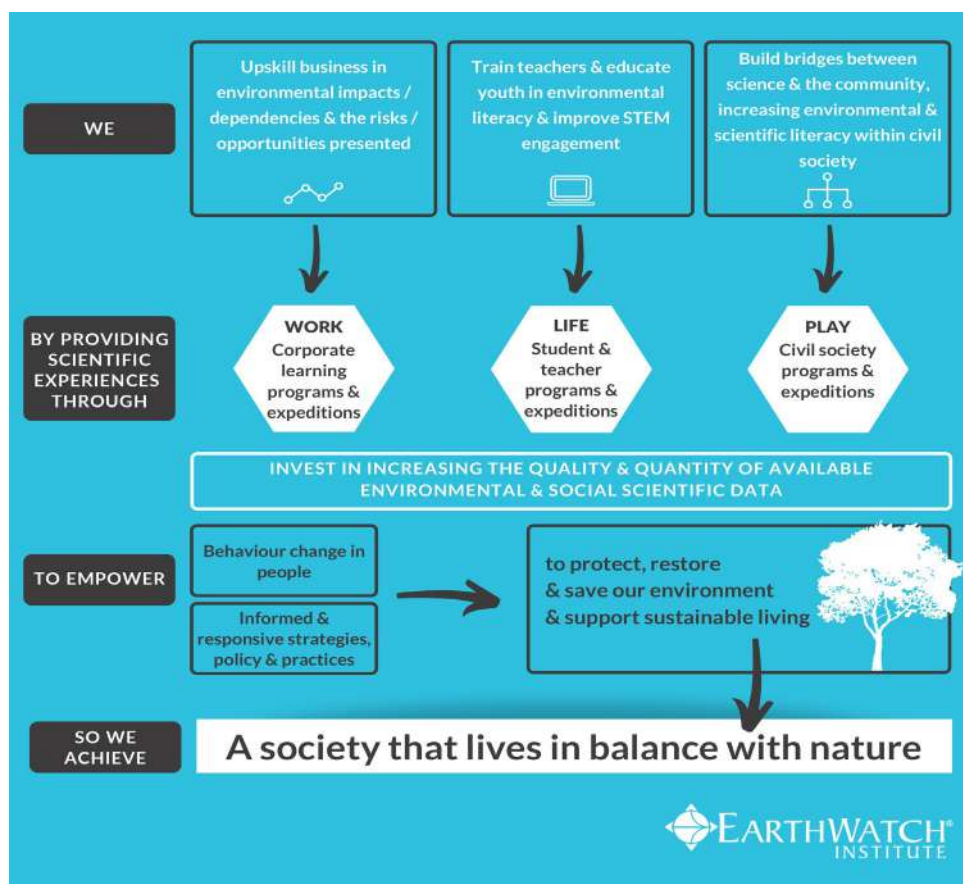 WE
Upskill business in
environmental impacts /
dependencies & the risks /
opportunities presented
Train teachers & educate
youth in environmental
literacy & improve STEM
engagement
Build bridges between
science & the community,
increasing environmental &
scientific literacy within civil
society
BY PROVIDING
SCIENTIFIC
EXPERIENCES
THROUGH
WORK
Corporate
learning
programs &
expeditions
LIFE
Student &
teacher
programs &
expeditions
PLAY
Civil society
programs &
expeditions
INVEST IN INCREASING THE QUALITY & QUANTITY OF AVAILABLE
ENVIRONMENTAL & SOCIAL SCIENTIFIC DATA
TO EMPOWER
Behaviour change in
people
Informed &
responsive strategies,
policy & practices
to protect, restore
& save our environment
& support sustainable living
SO WE
ACHIEVE
A society that lives in balance with nature
EARTHWATCH®
INSTITUTE